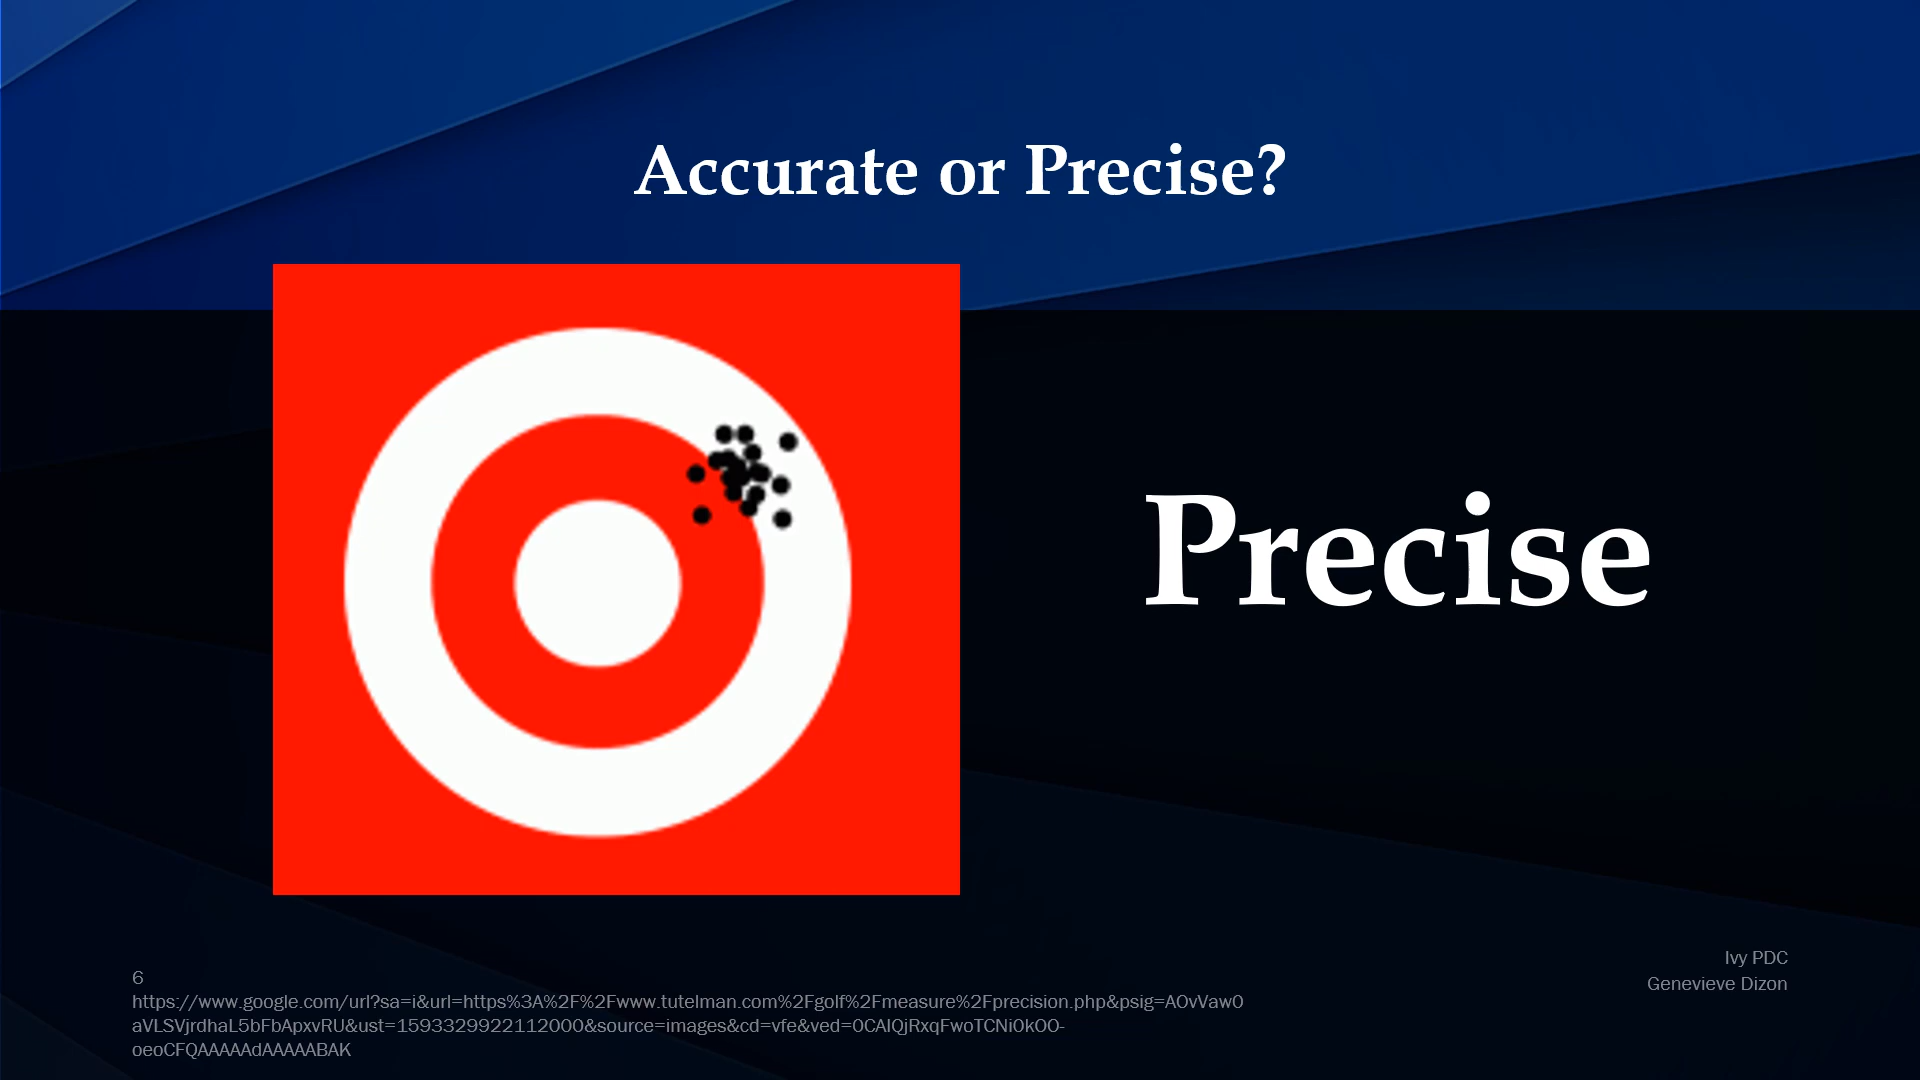 Accurate or Precise?
Precise
6
https://www.google.com/url?sa=i&url=https%3A%2F%2Fwww.tutelman.com%2Fgolf%2Fmeasure%2Fprecision.php&psig=AOvVaw0
aVLSVjrdhaL5bFbApxvRU&ust=1593329922112000&source=images&cd=vfe&ved=0CAIQjRxqFwoTCNi0kOO-
oeoCFQAAAAAdAAAAABAK
Ivy PDC
Genevieve Dizon